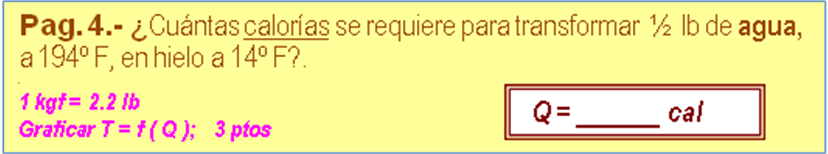 Pag. 4.- ¿Cuántas calorías se requiere para transformar ½ lb de agua,
a 194º F, en hielo a 14º F?.
1 kgf = 2.2 lb
Graficar T = f ( Q ); 3 ptos
Q = ______ cal